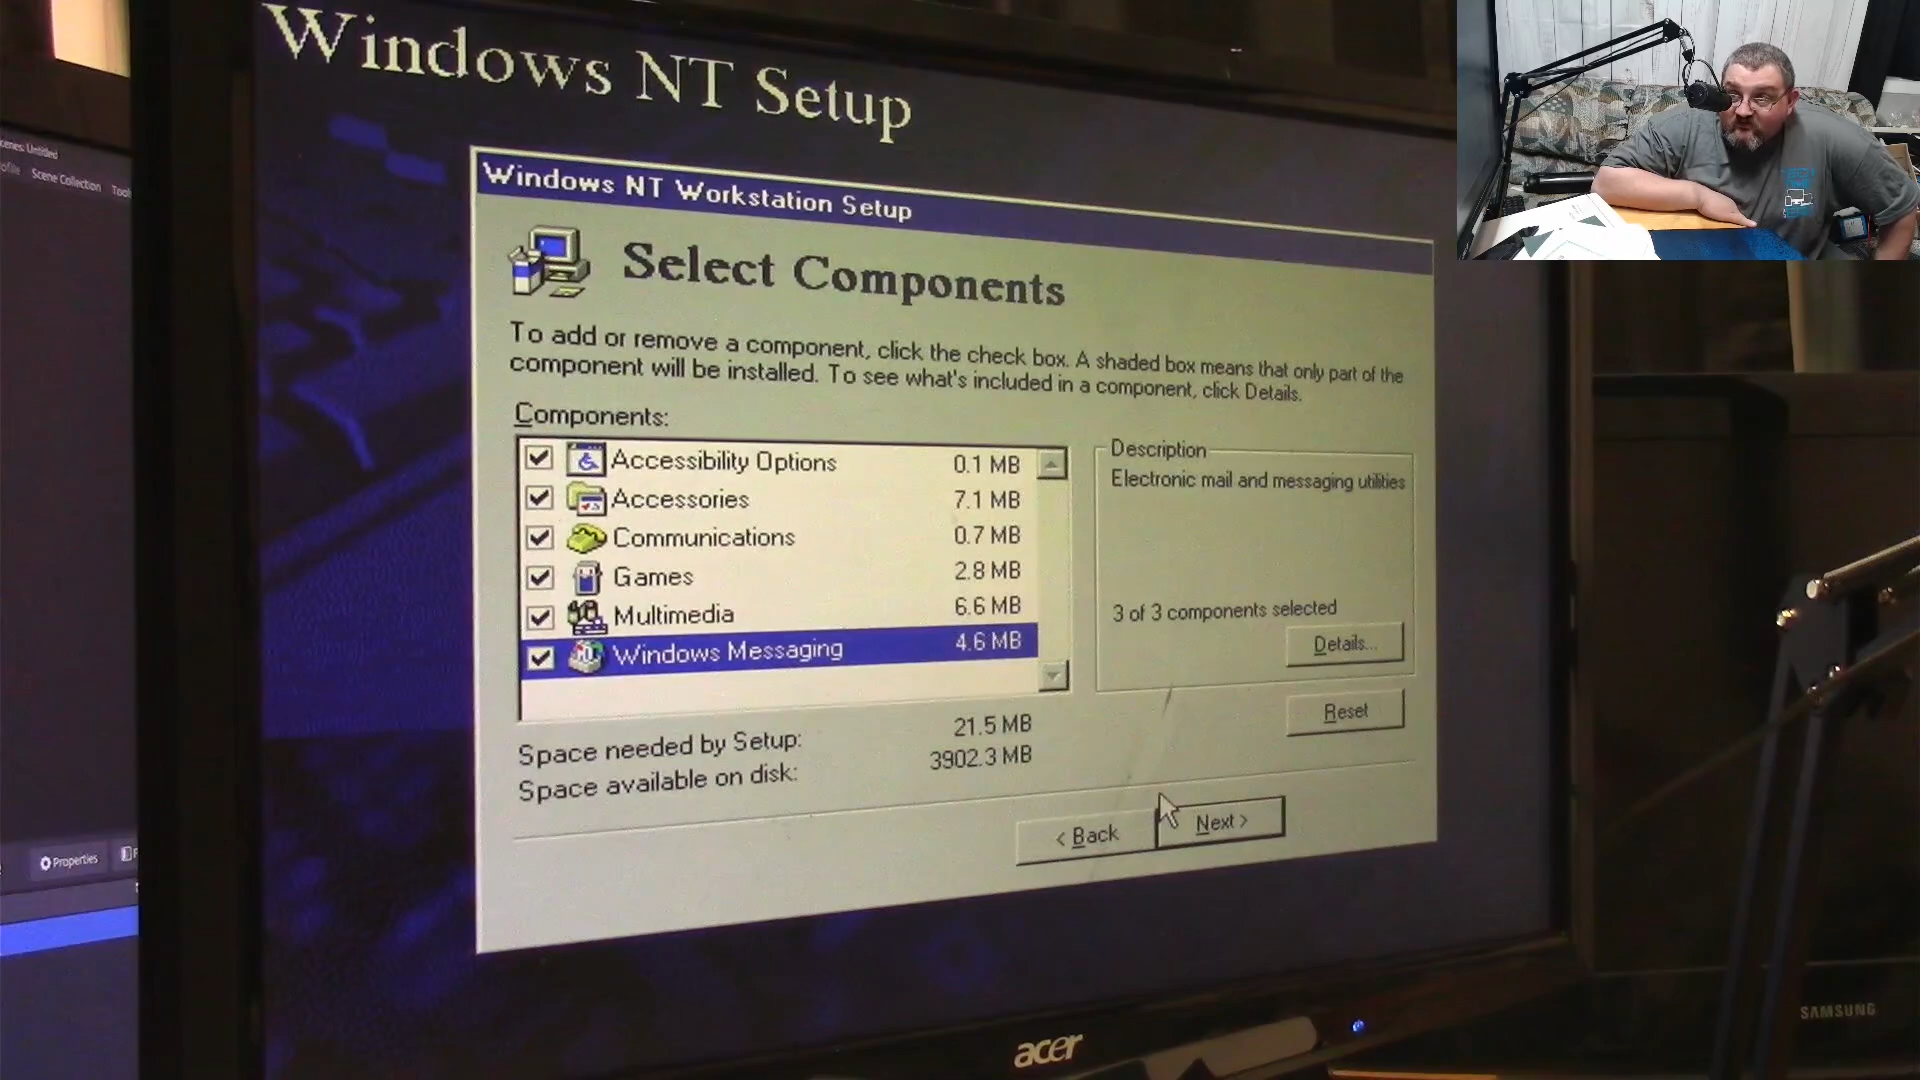 Windows NT Setup
Scenes: Untitled
Scene Collection
Windows NT Workstation Setup
Select Components
To add or remove a component, click the check box. A shaded box means that only part of the
component will be installed. To see what's included in a component, click Details.
Components:
Accessibility Options 0.1 MB
Accessories 7.1 MB
Communications 0.7 MB
Games 2.8 MB
Multimedia 6.6 MB
Windows Messaging 4.6 MB
Description
Electronic mail and messaging utilities
3 of 3 components selected
Details...
Reset
Space needed by Setup: 21.5 MB
Space available on disk: 3902.3 MB
< Back
Next >
Properties
acer
SAMSUNG